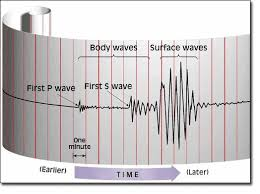 Body waves
Surface waves
First P wave
First S wave
One
minute
(Earlier)
TIME
(Later)